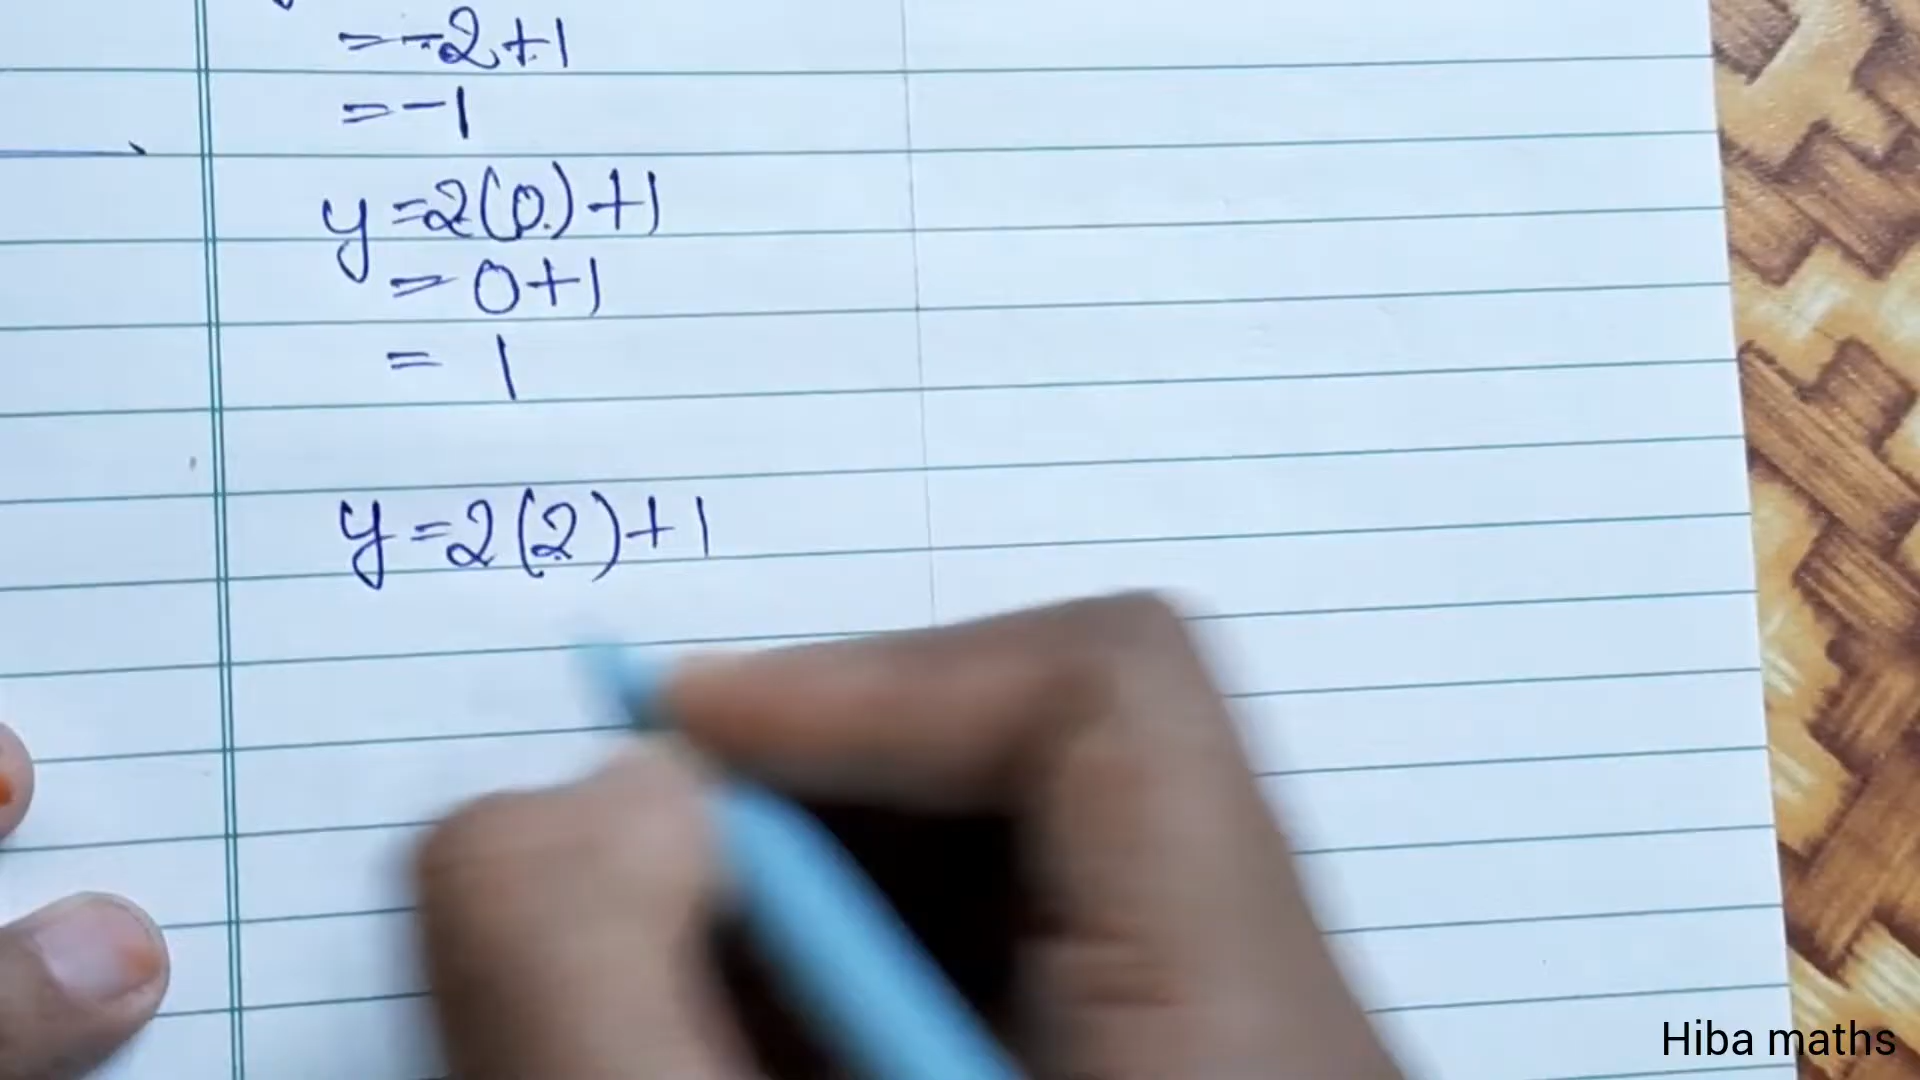 =-2+1
=-1
y=2(0)+1
=0+1
= 1
y=2(2)+1
Hiba maths